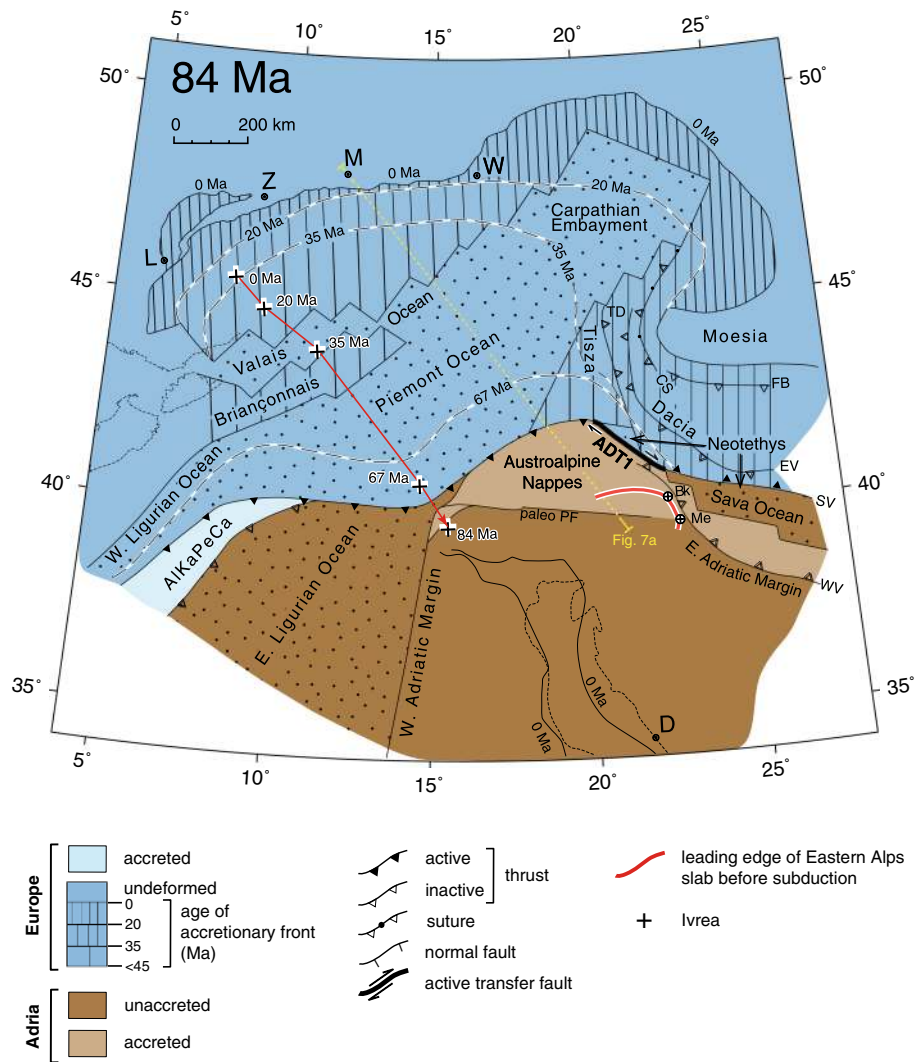 5˚
10˚
15˚
20˚
25˚
50˚
84 Ma
50˚
0
200 km
0 Ma
M
0 Ma
W
0 Ma
Z
20 Ma
Carpathian
Embayment
20 Ma
35 Ma
35 Ma
L
45˚
0 Ma
45˚
20 Ma
Ocean
TD
Moesia
35 Ma
Valais
Piemont Ocean
Tisza
CS
FB
Briançonnais
67 Ma
Dacia
Neotethys
ADT1
W. Ligurian Ocean
40˚
67 Ma
Austroalpine
Nappes
EV
40˚
Bk
Sava Ocean
SV
AlKaPeCa
84 Ma
paleo PF
Me
Fig. 7a
E. Adriatic Margin
WV
E. Ligurian Ocean
W. Adriatic Margin
35˚
0 Ma
0 Ma
D
35˚
5˚
10˚
15˚
20˚
25˚
Europe
accreted
undeformed
0
20
35
<45
age of
accretionary front
(Ma)
Adria
unaccreted
accreted
active
inactive
thrust
suture
normal fault
active transfer fault
leading edge of Eastern Alps
slab before subduction
Ivrea